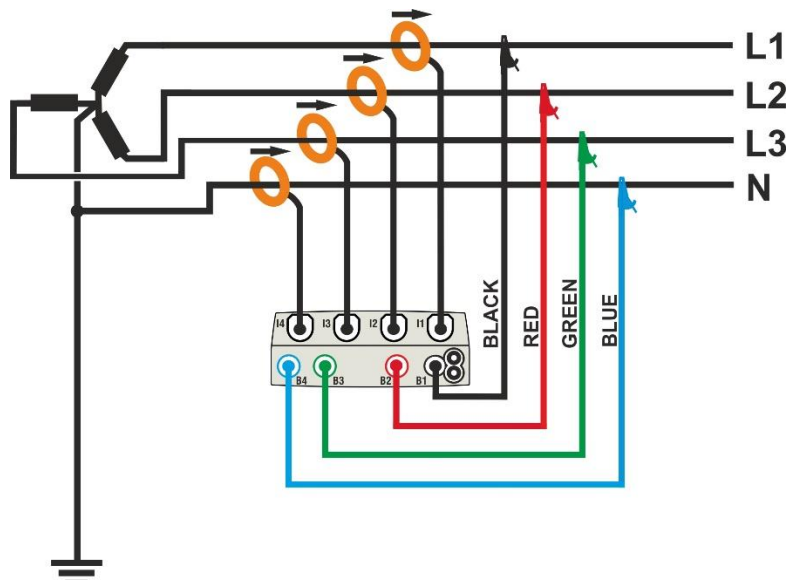 L1
L2
L3
N
BLACK
RED
GREEN
BLUE
I4 I3 I2 I1
B4 B3 B2 B1